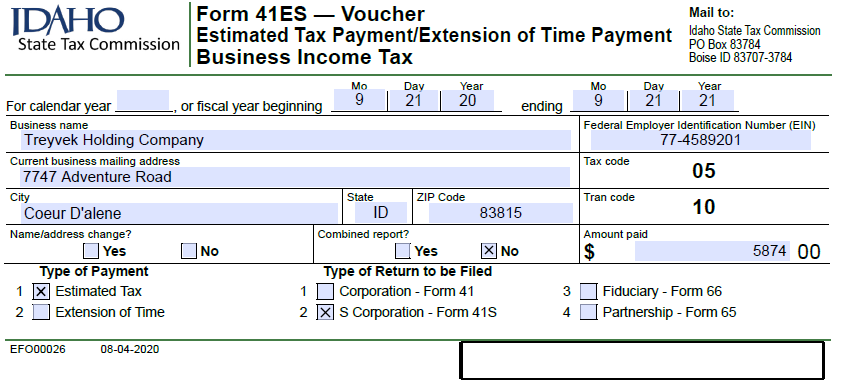 IDAHO
State Tax Commission
Form 41ES — Voucher
Estimated Tax Payment/Extension of Time Payment
Business Income Tax
Mail to:
Idaho State Tax Commission
PO Box 83784
Boise ID 83707-3784
Mo Day Year Mo Day Year
For calendar year , or fiscal year beginning 9 21 20 ending 9 21 21
Business name Federal Employer Identification Number (EIN)
Treyvek Holding Company 77-4589201
Current business mailing address Tax code
7747 Adventure Road 05
City State ZIP Code Tran code
Coeur D'alene ID 83815 10
Name/address change? Combined report? Amount paid
Yes No Yes No $ 5874 00
Type of Payment Type of Return to be Filed
1 Estimated Tax 1 Corporation - Form 41 3 Fiduciary - Form 66
2 Extension of Time 2 S Corporation - Form 41S 4 Partnership - Form 65
EFO00026 08-04-2020